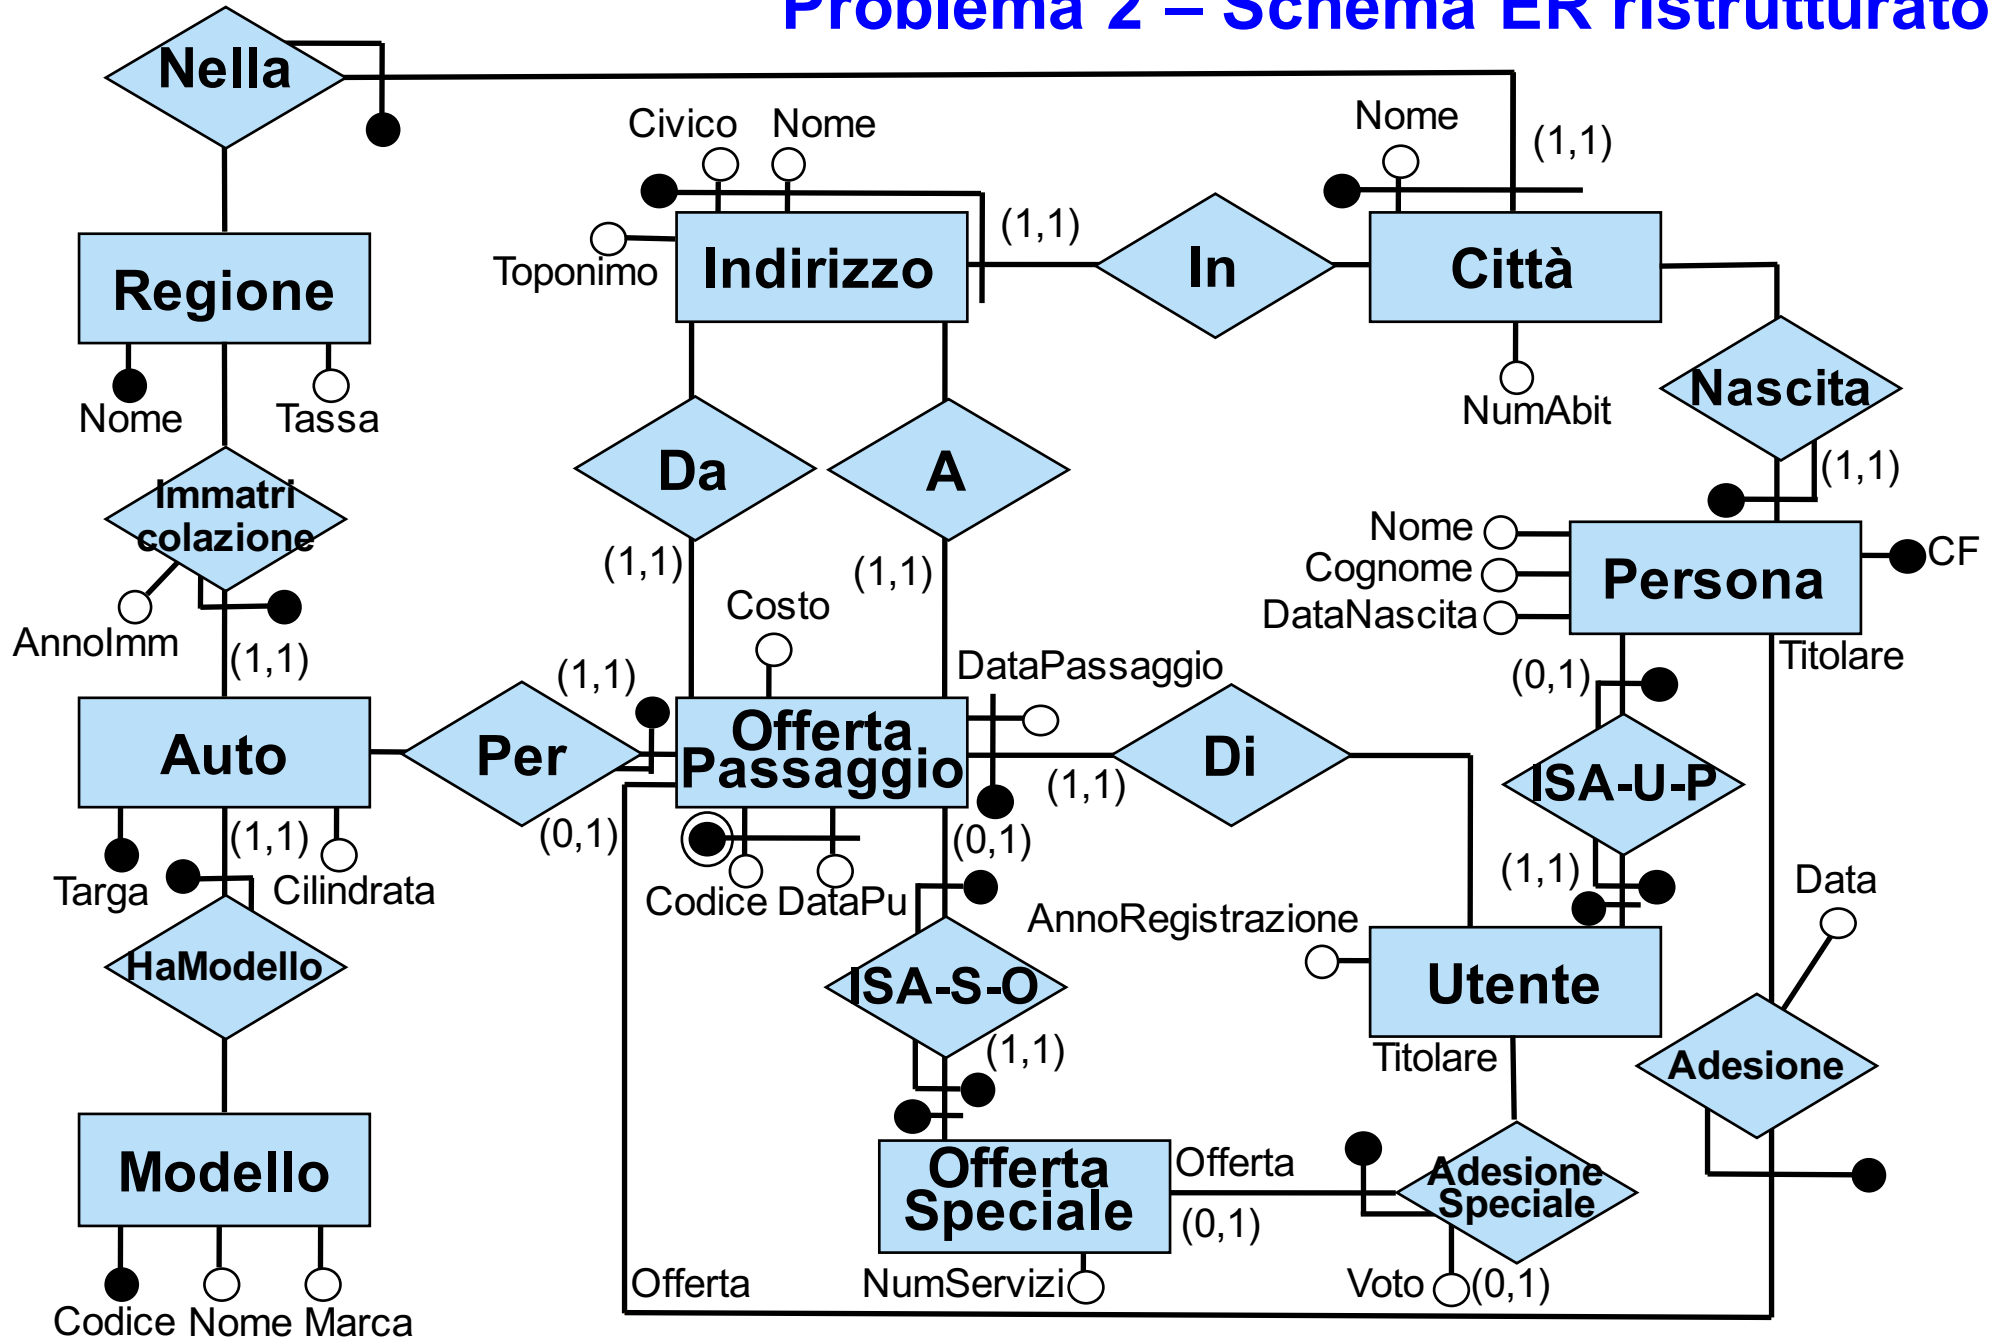 Problema 2 – Schema ER ristrutturato
Nella
Civico
Nome
Nome
(1,1)
Toponimo
Indirizzo
(1,1)
In
Città
Regione
Nome
Tassa
NumAbit
Nascita
(1,1)
Da
A
(1,1)
(1,1)
Immatri
colazione
AnnoImm
(1,1)
Nome
Cognome
DataNascita
Persona
CF
Titolare
(0,1)
Costo
DataPassaggio
(1,1)
Auto
Per
Offerta
Passaggio
Di
(1,1)
ISA-U-P
(0,1)
(0,1)
(1,1)
Targa
Cilindrata
Codice
DataPu
(1,1)
AnnoRegistrazione
Data
HaModello
ISA-S-O
(1,1)
Utente
Titolare
Adesione
Modello
Offerta
Speciale
Offerta
(0,1)
Adesione
Speciale
Offerta
NumServizi
Voto
(0,1)
Codice
Nome
Marca